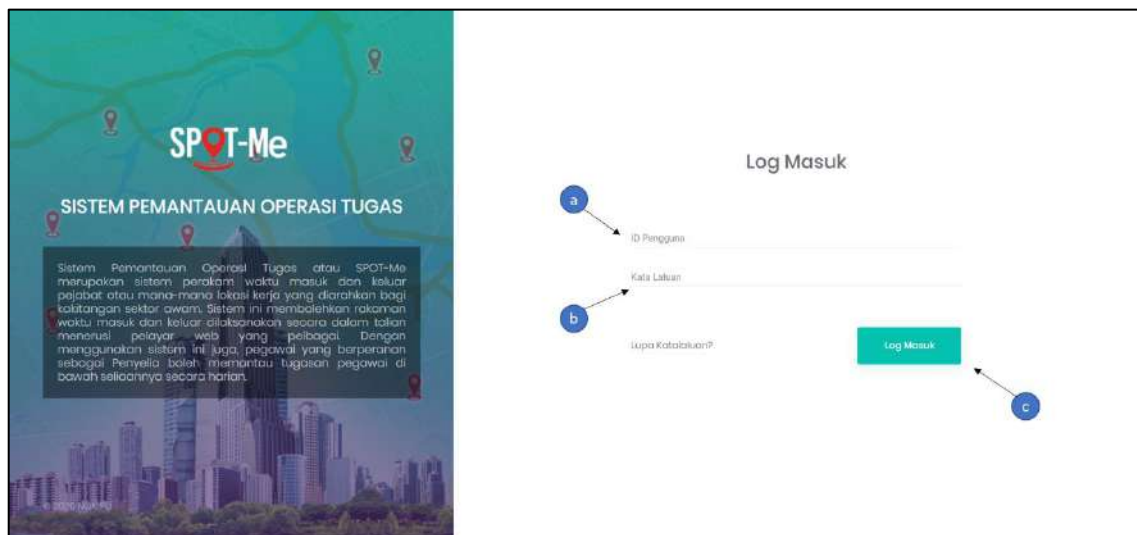 SPOT-Me
SISTEM PEMANTAUAN OPERASI TUGAS
Sistem Pemantauan Operasi Tugas atau SPOT-Me
merupakan sistem perakam waktu masuk dan keluar
pejabat atau mana-mana lokasi kerja yang diarahkan bagi
kakitangan sektor awam. Sistem ini membolehkan rakaman
waktu masuk dan keluar dilaksanakan secara dalam talian
menerusi pelayar web yang pelbagai. Dengan
menggunakan sistem ini juga, pegawai yang berperanan
sebagai Penyelia boleh memantau tugasan pegawai di
bawah seliaannya secara harian.
© 2020
Log Masuk
a
ID Pengguna
Kata Laluan
b
Lupa Katalaluan?
Log Masuk
c